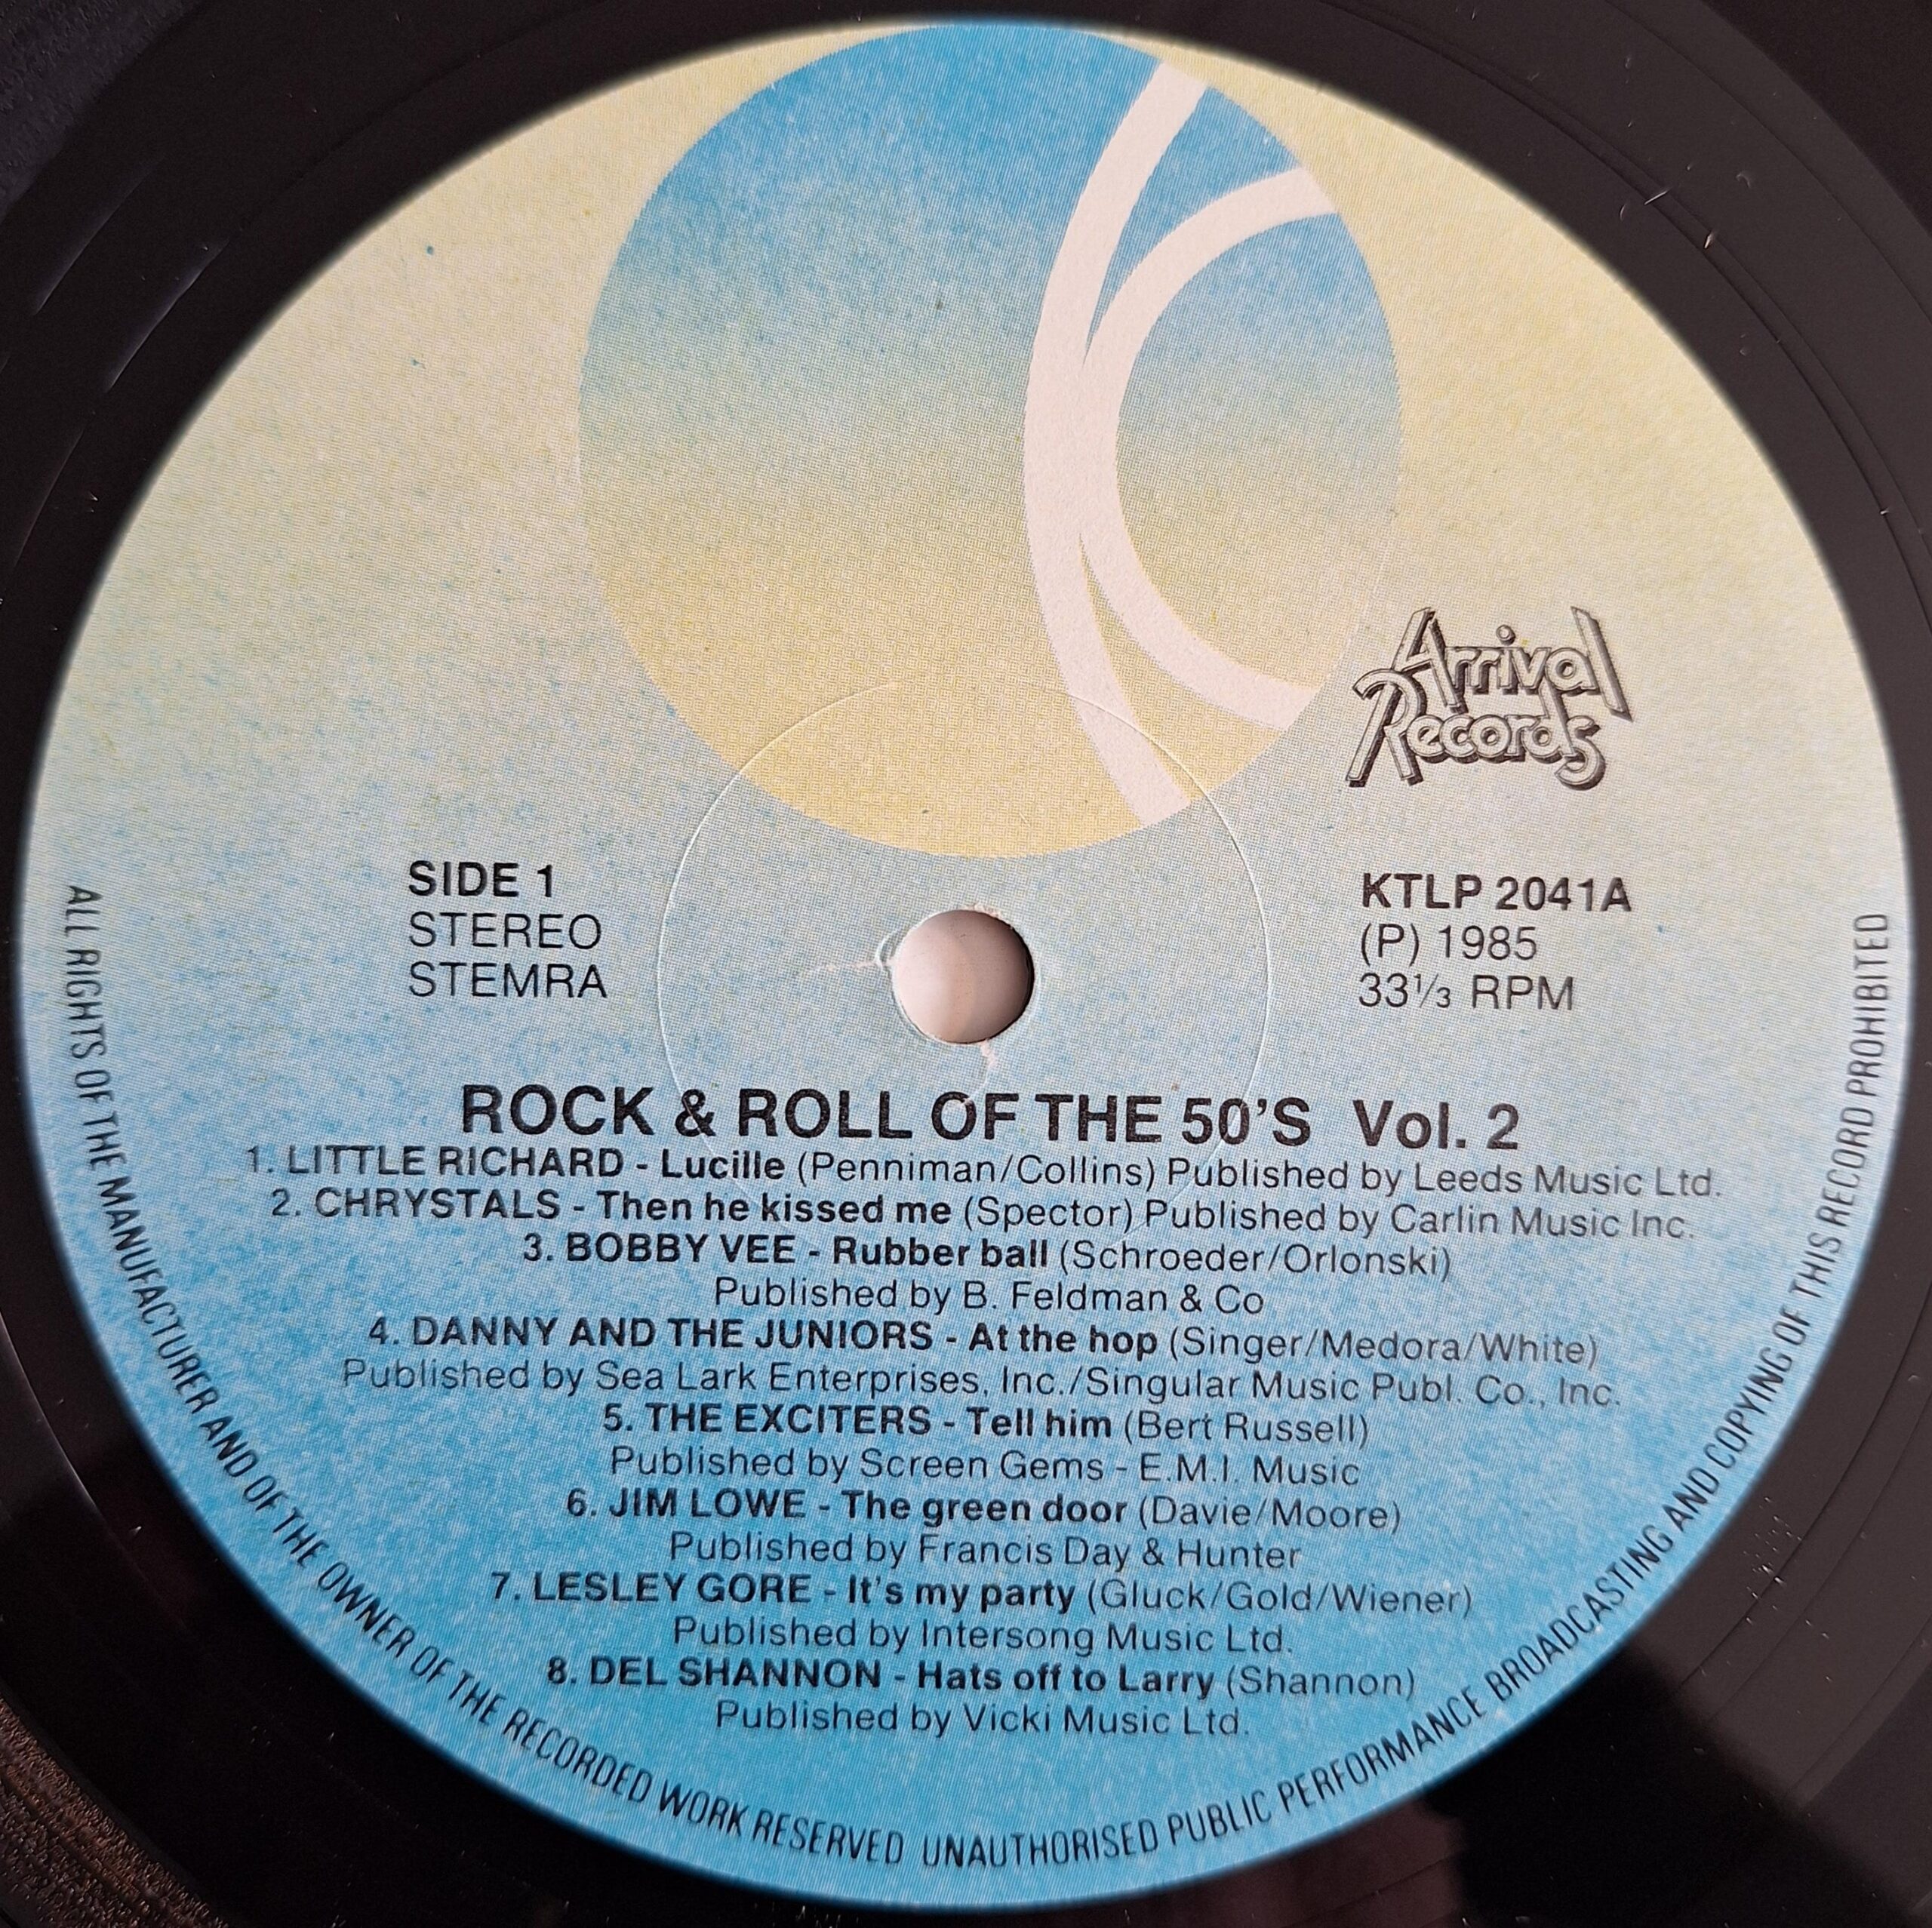 Arrival
Records
SIDE 1
STEREO
STEMRA
KTLP 2041A
(P) 1985
33⅓ RPM
ROCK & ROLL OF THE 50'S Vol. 2
1. LITTLE RICHARD - Lucille (Penniman/Collins) Published by Leeds Music Ltd.
2. CHRYSTALS - Then he kissed me (Spector) Published by Carlin Music Inc.
3. BOBBY VEE - Rubber ball (Schroeder/Orlonski)
Published by B. Feldman & Co
4. DANNY AND THE JUNIORS - At the hop (Singer/Medora/White)
Published by Sea Lark Enterprises, Inc./Singular Music Publ. Co., Inc.
5. THE EXCITERS - Tell him (Bert Russell)
Published by Screen Gems - E.M.I. Music
6. JIM LOWE - The green door (Davie/Moore)
Published by Francis Day & Hunter
7. LESLEY GORE - It's my party (Gluck/Gold/Wiener)
Published by Intersong Music Ltd.
8. DEL SHANNON - Hats off to Larry (Shannon)
Published by Vicki Music Ltd.
ALL RIGHTS OF THE MANUFACTURER AND OF THE OWNER OF THE RECORDED WORK RESERVED UNAUTHORISED PUBLIC PERFORMANCE BROADCASTING AND COPYING OF THIS RECORD PROHIBITED